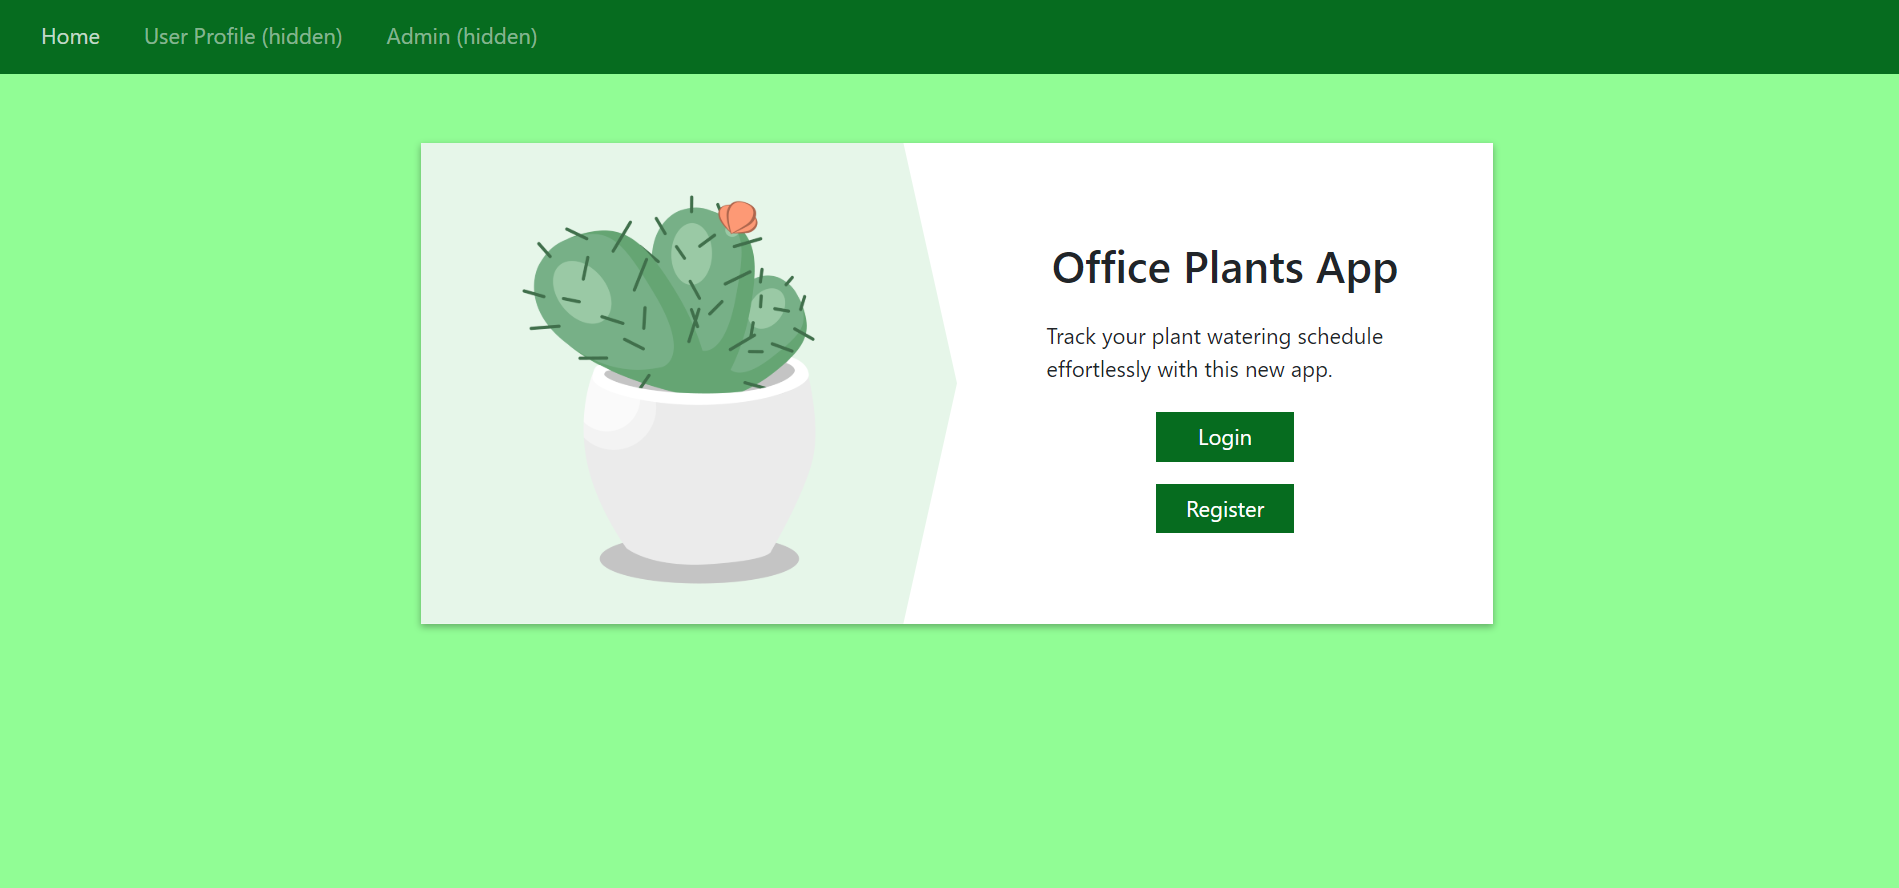 Home User Profile (hidden) Admin (hidden)
Office Plants App
Track your plant watering schedule
effortlessly with this new app.
Login
Register